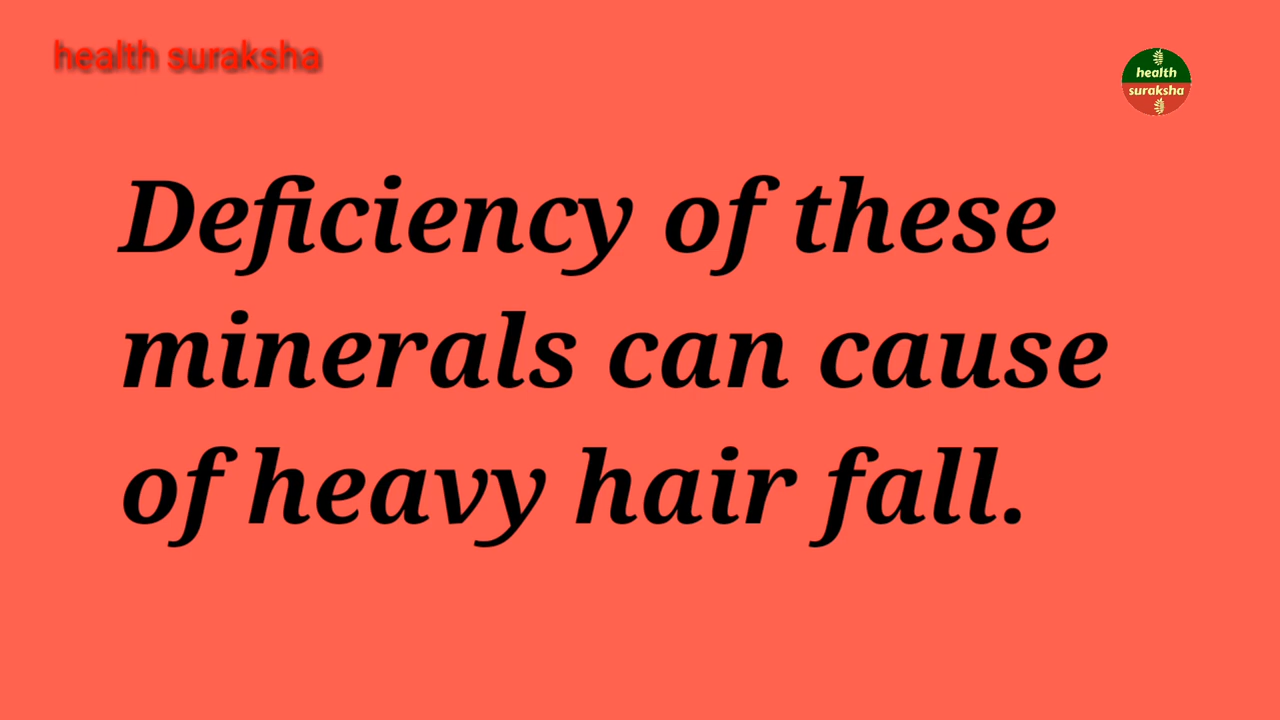 health suraksha
health
suraksha
Deficiency of these
minerals can cause
of heavy hair fall.